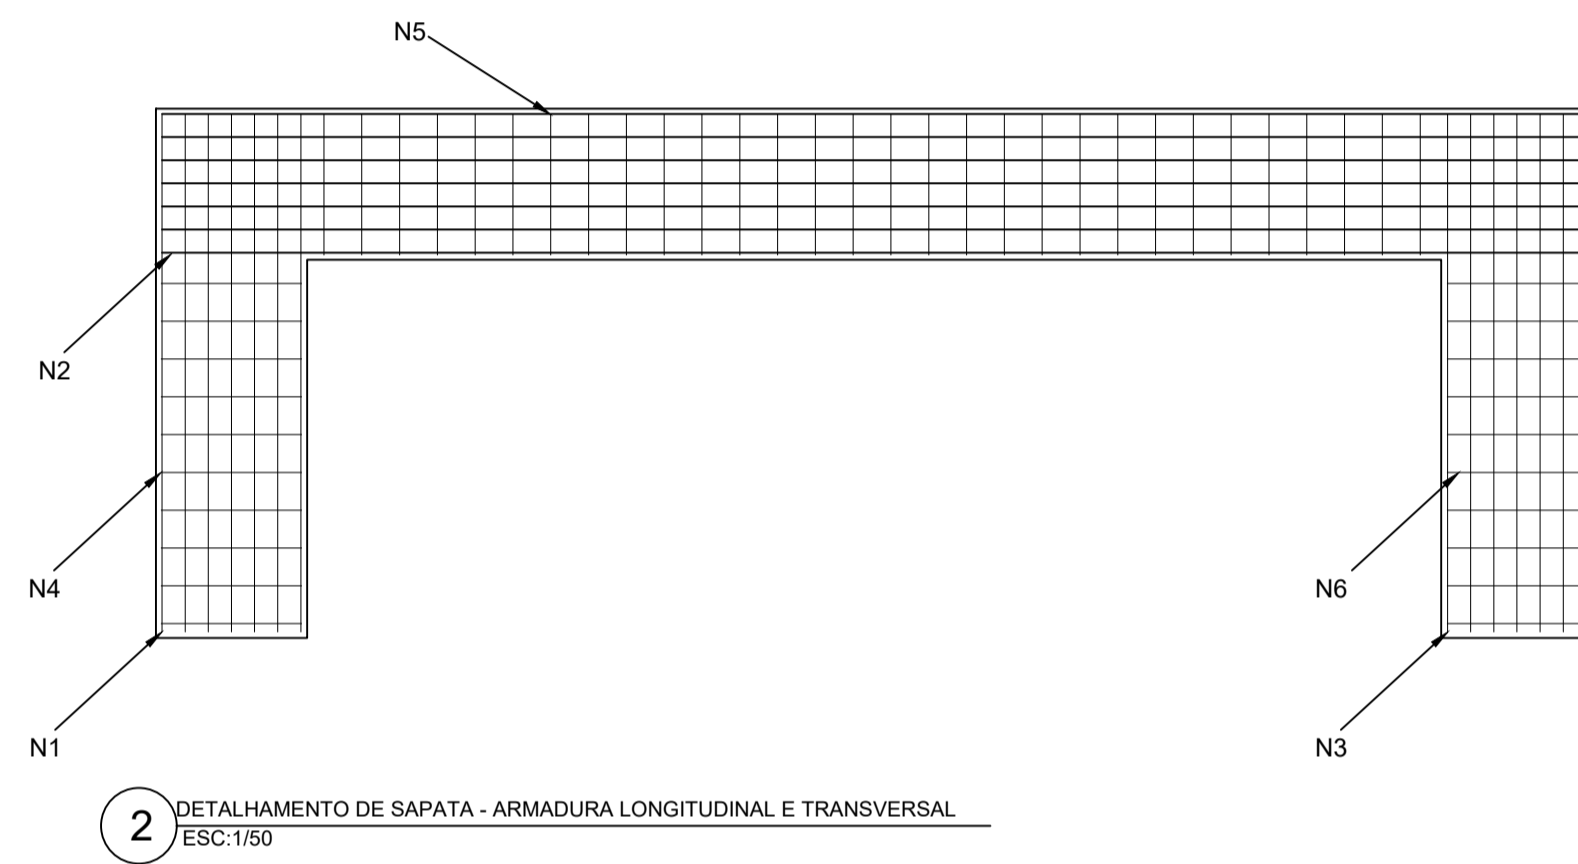 N5
N2
N4
N6
N1
N3
2
DETALHAMENTO DE SAPATA - ARMADURA LONGITUDINAL E TRANSVERSAL
ESC:1/50